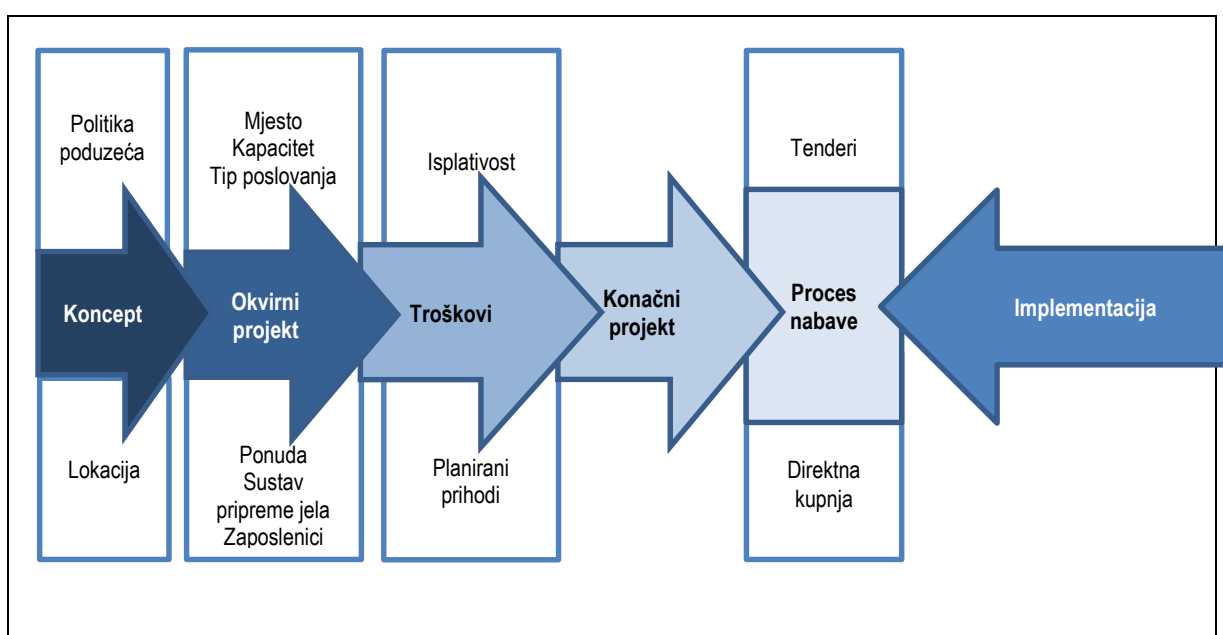 Politika
poduzeća
Mjesto
Kapacitet
Tip poslovanja
Isplativost
Tenderi
Koncept
Okvirni
projekt
Troškovi
Konačni
projekt
Proces
nabave
Implementacija
Lokacija
Ponuda
Sustav
pripreme jela
Zaposlenici
Planirani
prihodi
Direktna
kupnja